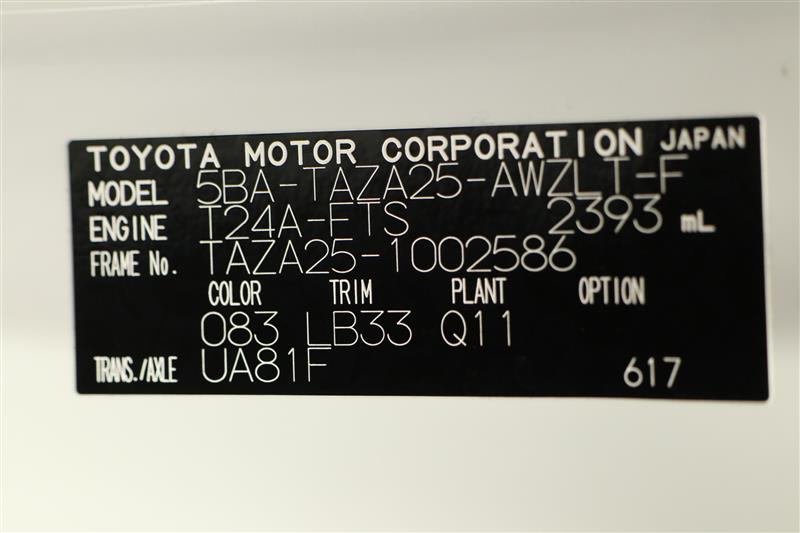 TOYOTA MOTOR CORPORATION JAPAN
MODEL 5BA-TAZA25-AWZLT-F
ENGINE T24A-FTS 2393 mL
FRAME No. TAZA25-1002586
COLOR TRIM PLANT OPTION
083 LB33 Q11
TRANS./AXLE UA81F 617